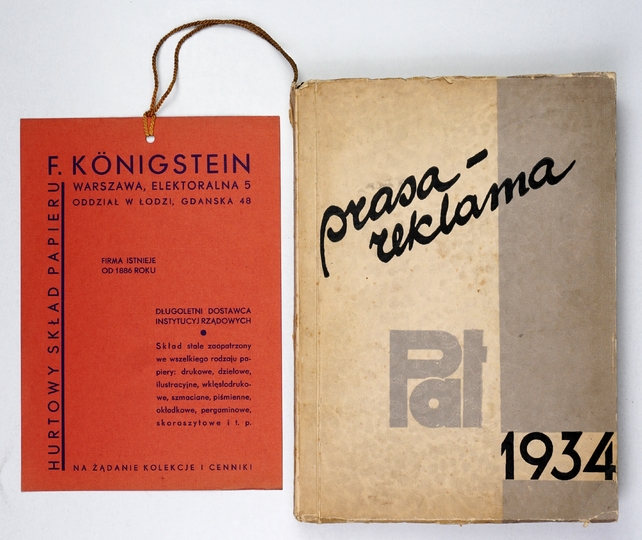 F. KÖNIGSTEIN
WARSZAWA, ELEKTORALNA 5
ODDZIAŁ W ŁODZI, GDANSKA 48
HURTOWY SKŁAD PAPIERU
FIRMA ISTNIEJE
OD 1886 ROKU
DŁUGOLETNI DOSTAWCA
INSTYTUCYJ RZĄDOWYCH
Skład stale zaopatrzony
we wszelkiego rodzaju pa-
piery: drukowe, dziełowe,
ilustracyjne, wklęsłodruko-
we, szmaciane, piśmienne,
okładkowe, pergaminowe,
skoroszytowe i t. p.
NA ŻĄDANIE KOLEKCJE I CENNIKI
prasa-
reklama
Pat
1934